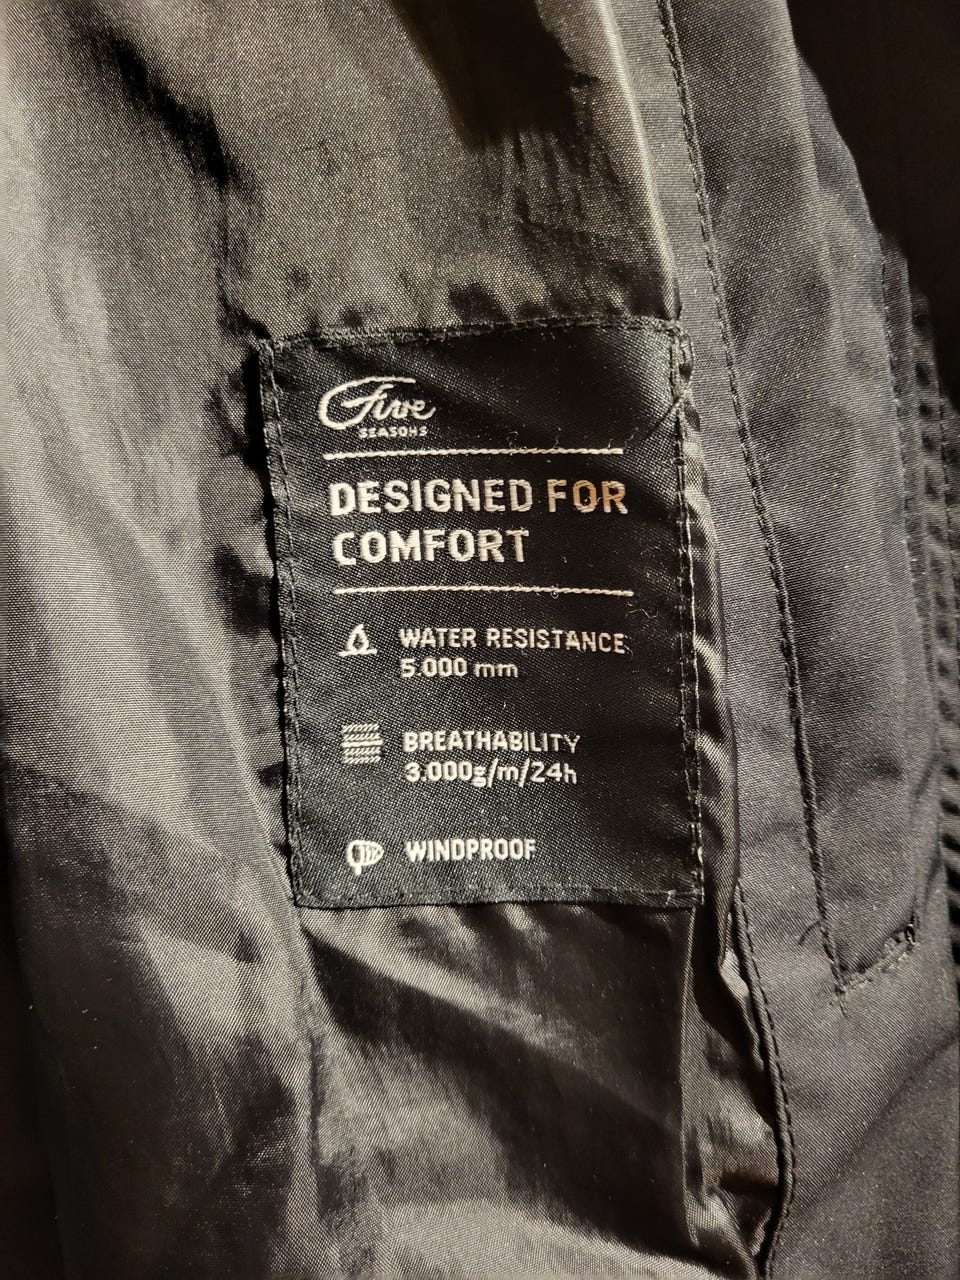 Five
SEASONS
DESIGNED FOR
COMFORT
WATER RESISTANCE
5.000 mm
BREATHABILITY
3.000g/m/24h
WINDPROOF